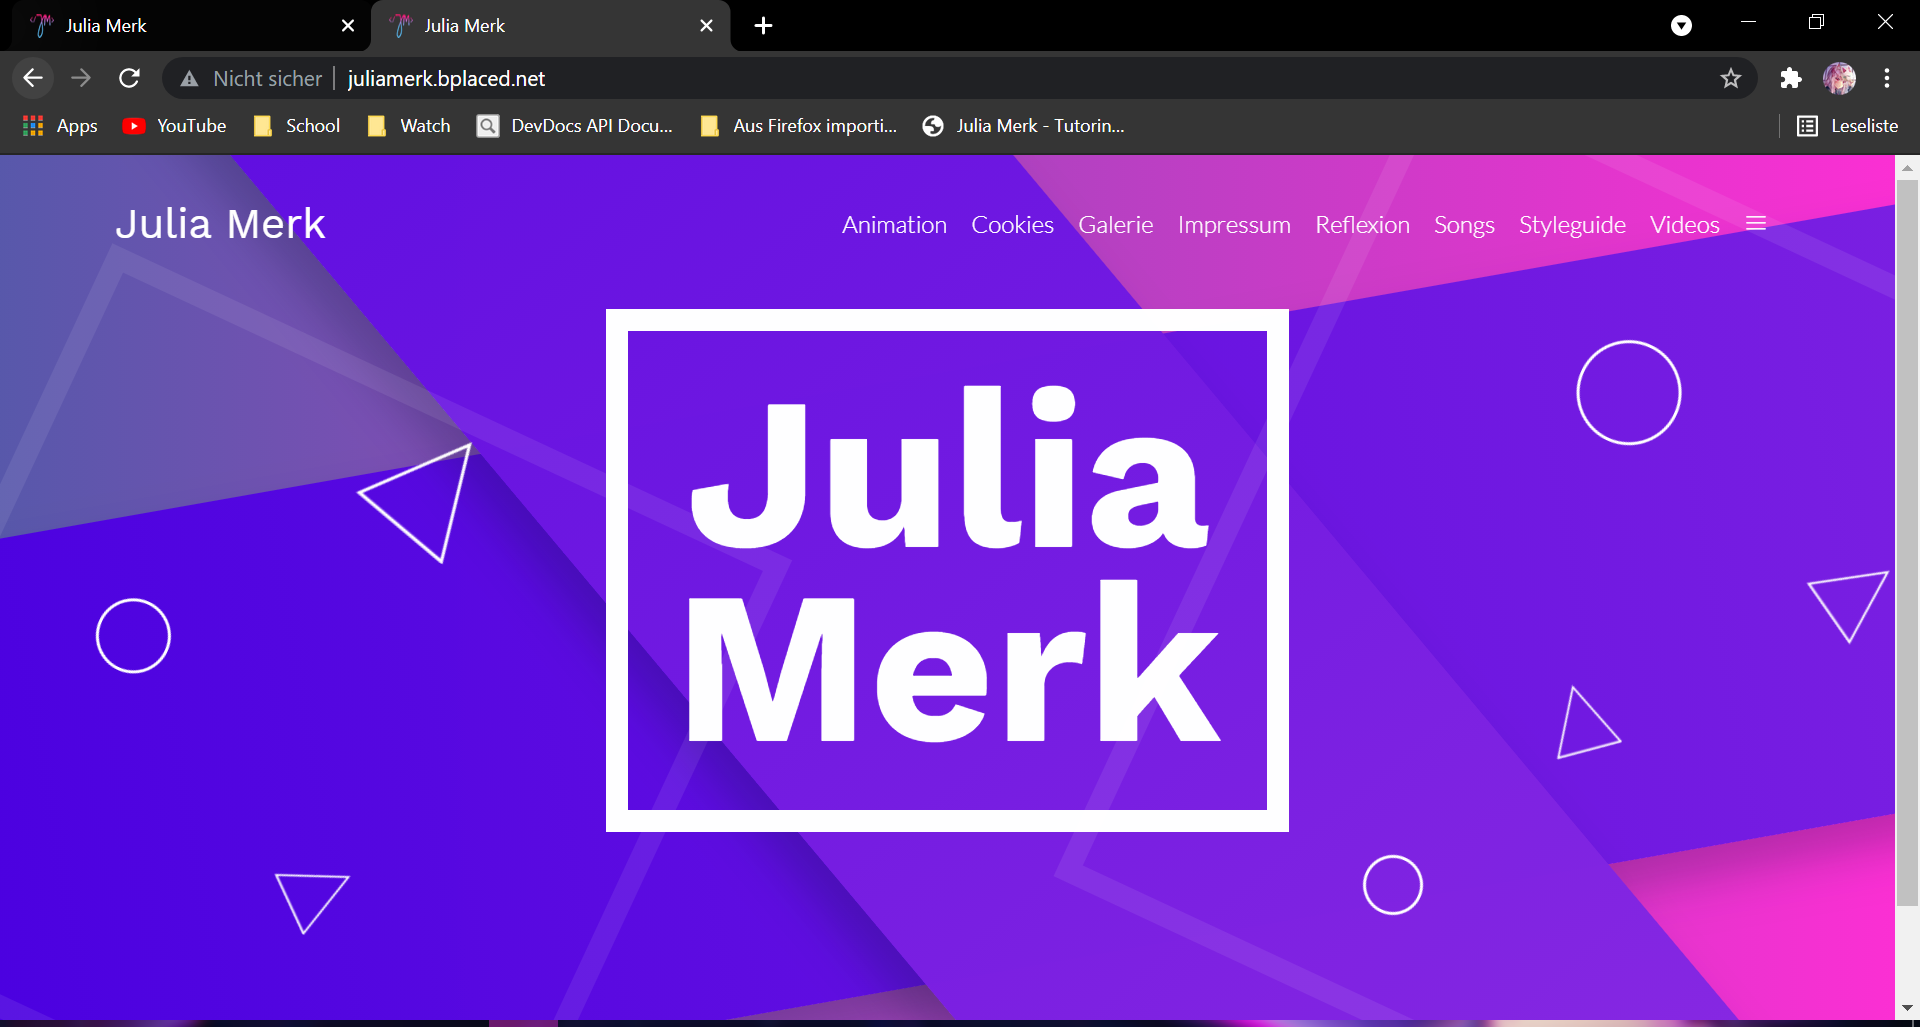 Julia Merk
Julia Merk
Nicht sicher juliamerk.bplaced.net
Apps YouTube School Watch DevDocs API Docu... Aus Firefox importi... Julia Merk - Tutorin... Leseliste
Julia Merk
Animation Cookies Galerie Impressum Reflexion Songs Styleguide Videos
Julia
Merk